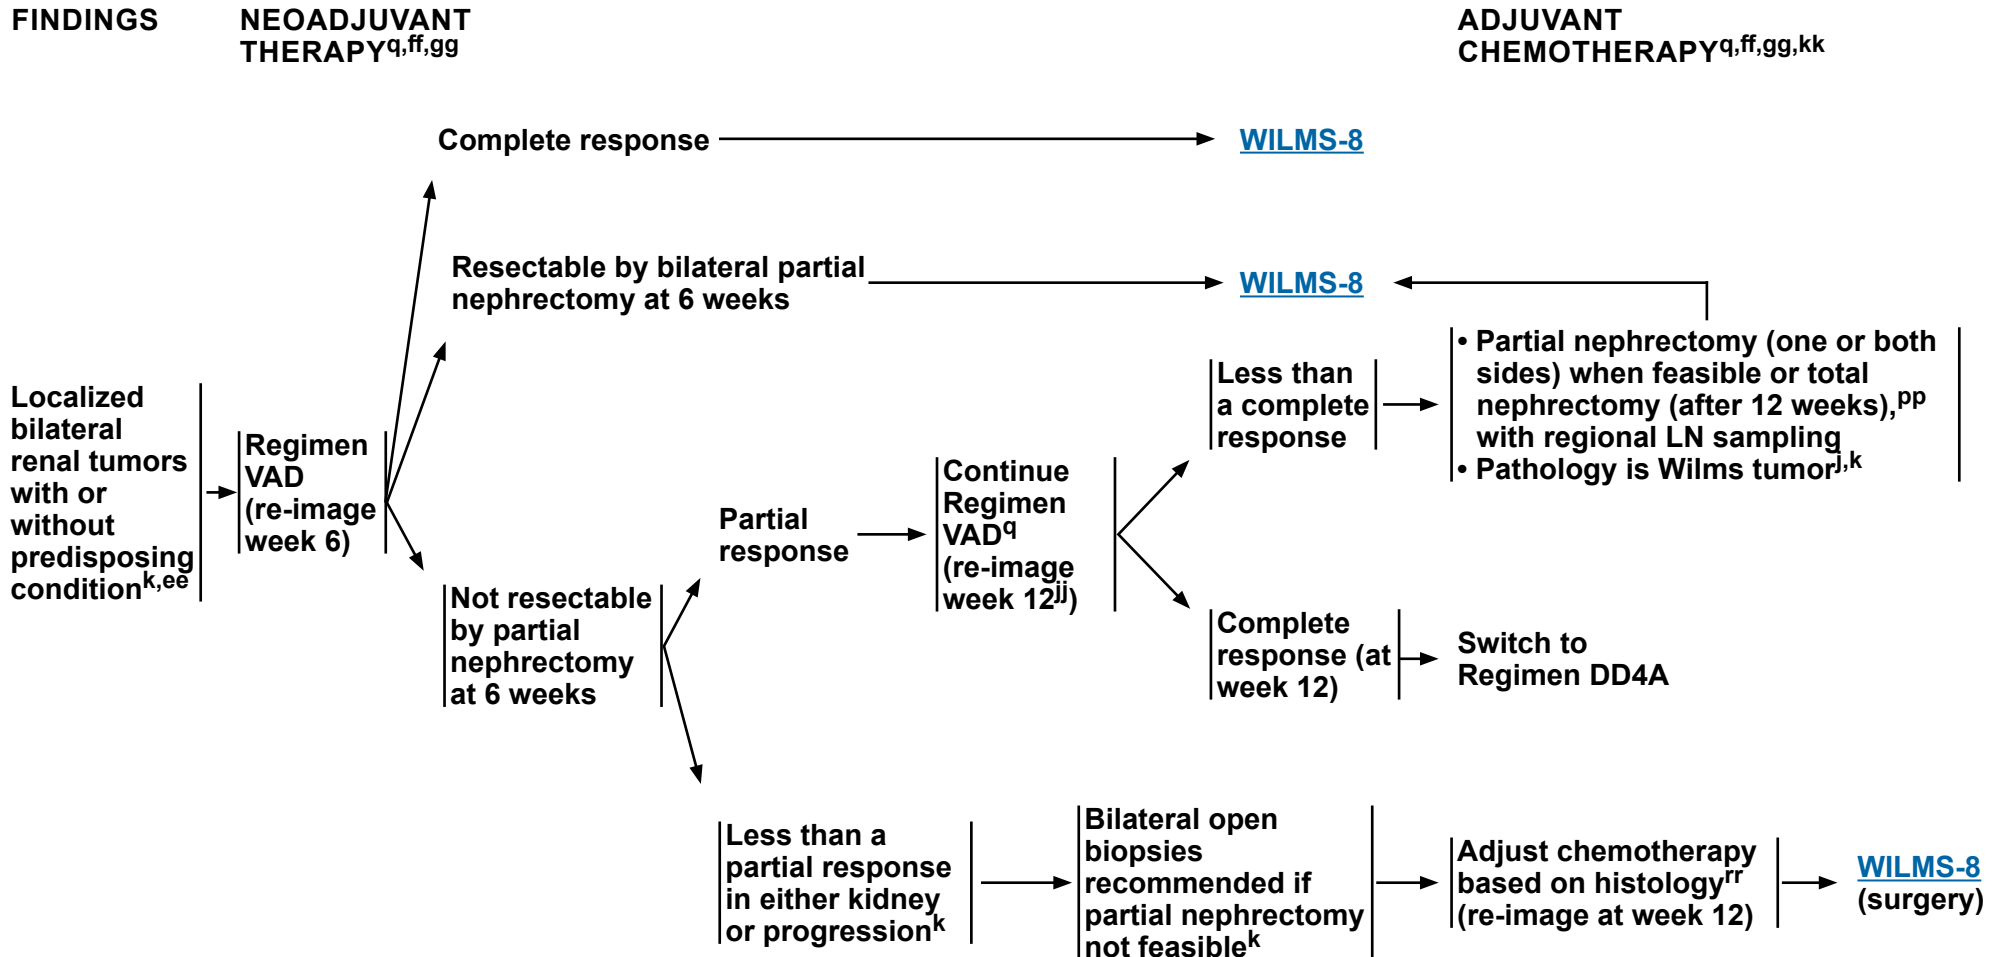 FINDINGS
NEOADJUVANT
THERAPYq,ff,gg
ADJUVANT
CHEMOTHERAPYq,ff,gg,kk
Complete response
WILMS-8
Resectable by bilateral partial
nephrectomy at 6 weeks
WILMS-8
Localized
bilateral
renal tumors
with or
without
predisposing
conditionk,ee
Regimen
VAD
(re-image
week 6)
Not resectable
by partial
nephrectomy
at 6 weeks
Partial
response
Continue
Regimen
VADq
(re-image
week 12jj)
Less than
a complete
response
• Partial nephrectomy (one or both
sides) when feasible or total
nephrectomy (after 12 weeks),pp
with regional LN sampling
• Pathology is Wilms tumorj,k
Complete
response (at
week 12)
Switch to
Regimen DD4A
Less than a
partial response
in either kidney
or progressionk
Bilateral open
biopsies
recommended if
partial nephrectomy
not feasiblek
Adjust chemotherapy
based on histologyrr
(re-image at week 12)
WILMS-8
(surgery)